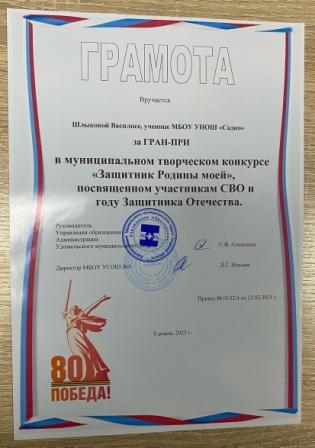 ГРАМОТА
Вручается
Шлыковой Василисе, ученице МБОУ УНОШ «Садко»
за ГРАН-ПРИ
в муниципальном творческом конкурсе
«Защитник Родины моей»,
посвященном участникам СВО и
году Защитника Отечества.
Руководитель
Управления образования
Администрации
Удомельского муниципального
С.В. Алексеева
Директор МБОУ УСОШ №4
Приказ № О-32/4 от 12.03.2025 г.
80
ПОБЕДА!
Удомля, 2025 г.